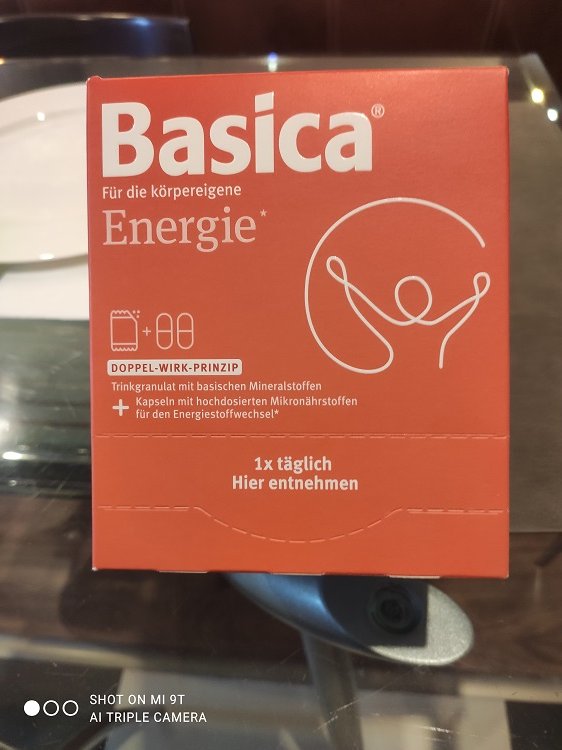 Basica®
Für die körpereigene
Energie*
+
DOPPEL-WIRK-PRINZIP
Trinkgranulat mit basischen Mineralstoffen
+ Kapseln mit hochdosierten Mikronährstoffen
für den Energiestoffwechsel*
1x täglich
Hier entnehmen
SHOT ON MI 9T
AI TRIPLE CAMERA